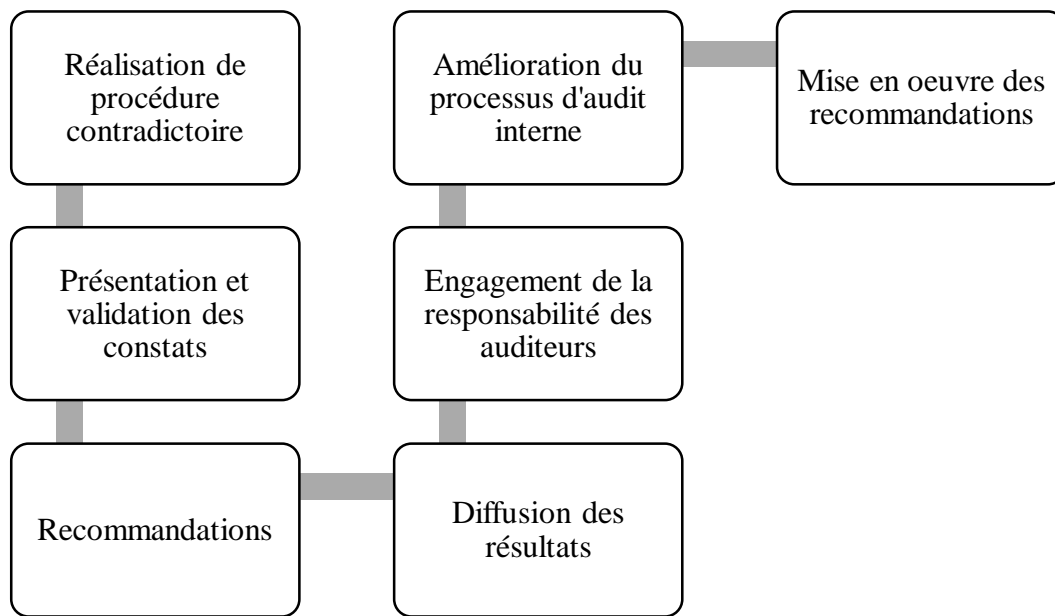 Réalisation de
procédure
contradictoire
Présentation et
validation des
constats
Recommandations
Diffusion des
résultats
Engagement de la
responsabilité des
auditeurs
Amélioration du
processus d'audit
interne
Mise en oeuvre des
recommandations